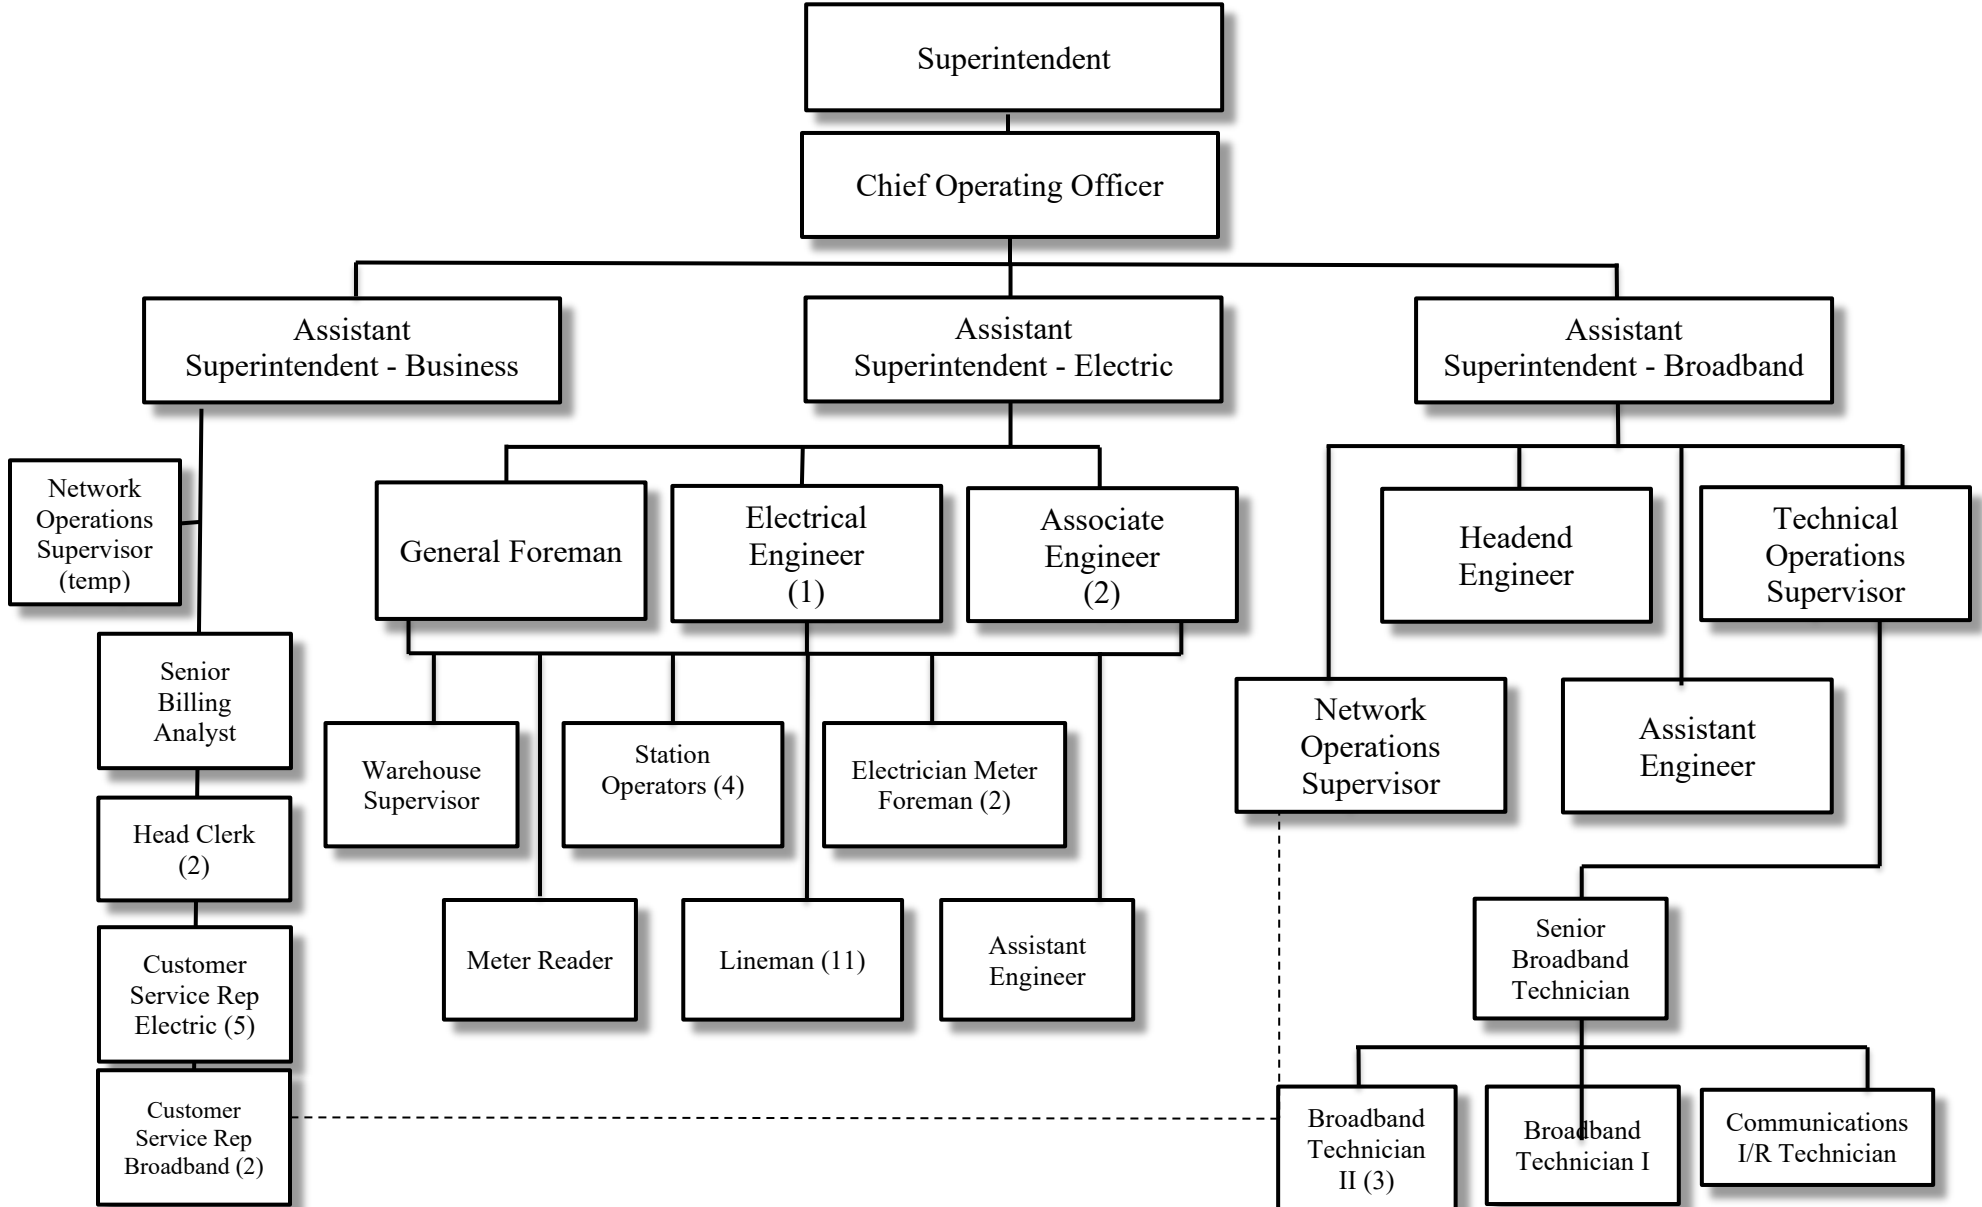 Superintendent
Chief Operating Officer
Assistant
Superintendent - Business
Assistant
Superintendent - Electric
Assistant
Superintendent - Broadband
Network
Operations
Supervisor
(temp)
General Foreman
Electrical
Engineer
(1)
Associate
Engineer
(2)
Headend
Engineer
Technical
Operations
Supervisor
Senior
Billing
Analyst
Warehouse
Supervisor
Station
Operators (4)
Electrician Meter
Foreman (2)
Network
Operations
Supervisor
Assistant
Engineer
Head Clerk
(2)
Meter Reader
Lineman (11)
Assistant
Engineer
Senior
Broadband
Technician
Customer
Service Rep
Electric (5)
Customer
Service Rep
Broadband (2)
Broadband
Technician
II (3)
Broadband
Technician I
Communications
I/R Technician